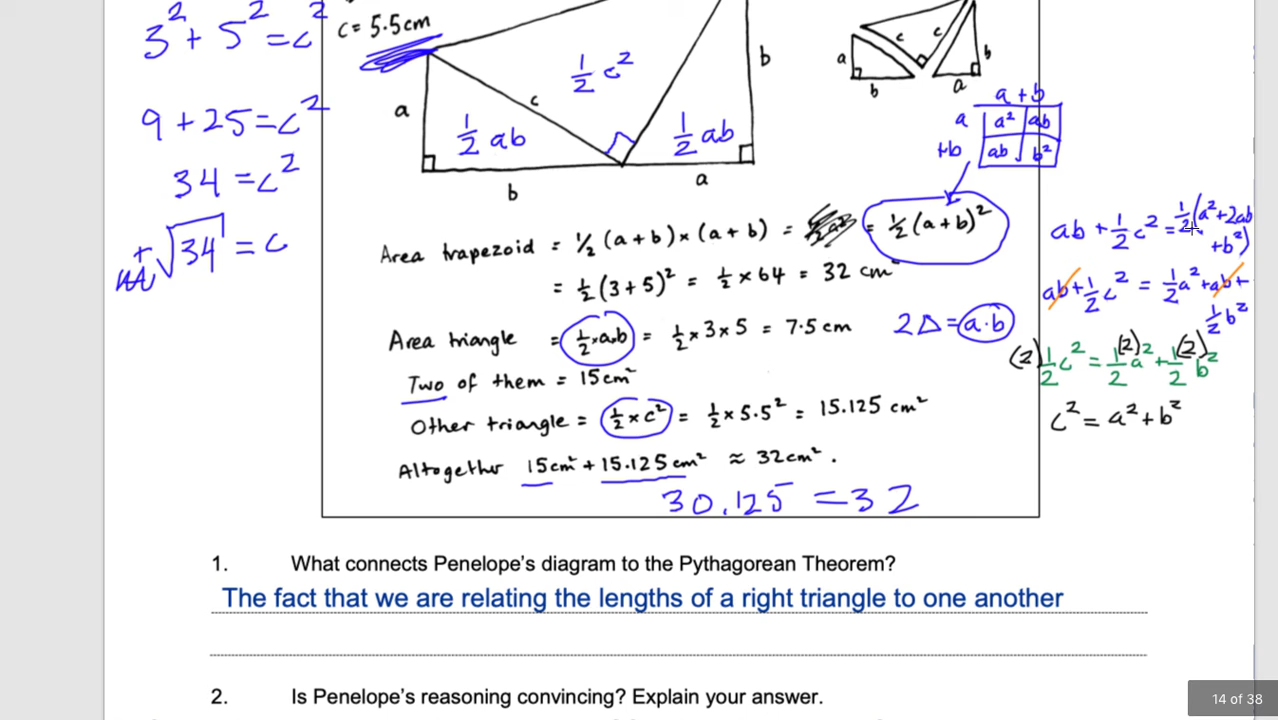 3² + 5² = c²
9 + 25 = c²
34 = c²
+
√34 = c
c = 5.5cm
½ c²
b
a
c
½ ab
½ ab
b
a
a
c
c
b
b
a
a + b
a
a²
ab
+b
ab
b²
Area trapezoid = ½ (a + b) × (a + b) = = ½ (a + b)²
= ½ (3 + 5)² = ½ × 64 = 32 cm²
Area triangle = ½ × a×b = ½ × 3 × 5 = 7.5 cm
2Δ = a·b
Two of them = 15cm²
Other triangle = ½ × c² = ½ × 5.5² = 15.125 cm²
Altogether 15cm² + 15.125 cm² ≈ 32cm².
30.125 = 32
ab + ½ c² = ½(a² + 2ab
+ b²)
ab + ½ c² = ½ a² + ab +
½ b²
(2) ½ c² = ½ (2) a² + ½ (2) b²
c² = a² + b²
1. What connects Penelope's diagram to the Pythagorean Theorem?
The fact that we are relating the lengths of a right triangle to one another
2. Is Penelope's reasoning convincing? Explain your answer.
14 of 38